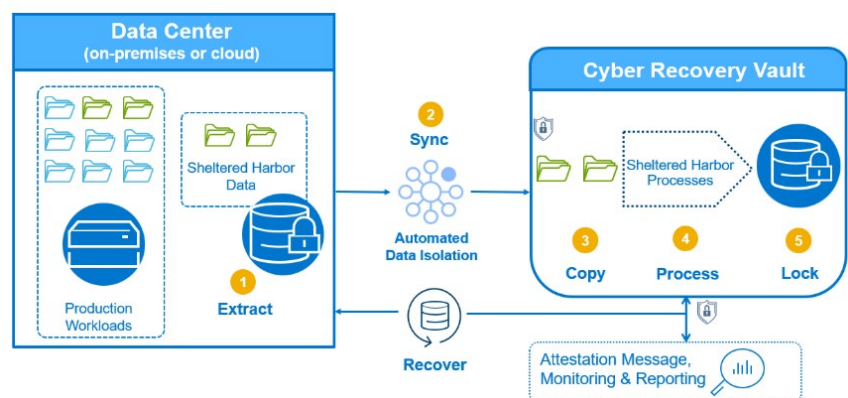 Data Center
(on-premises or cloud)
Production
Workloads
Sheltered Harbor
Data
1
Extract
2
Sync
Automated
Data Isolation
Recover
Cyber Recovery Vault
Sheltered Harbor
Processes
3
Copy
4
Process
5
Lock
Attestation Message,
Monitoring & Reporting